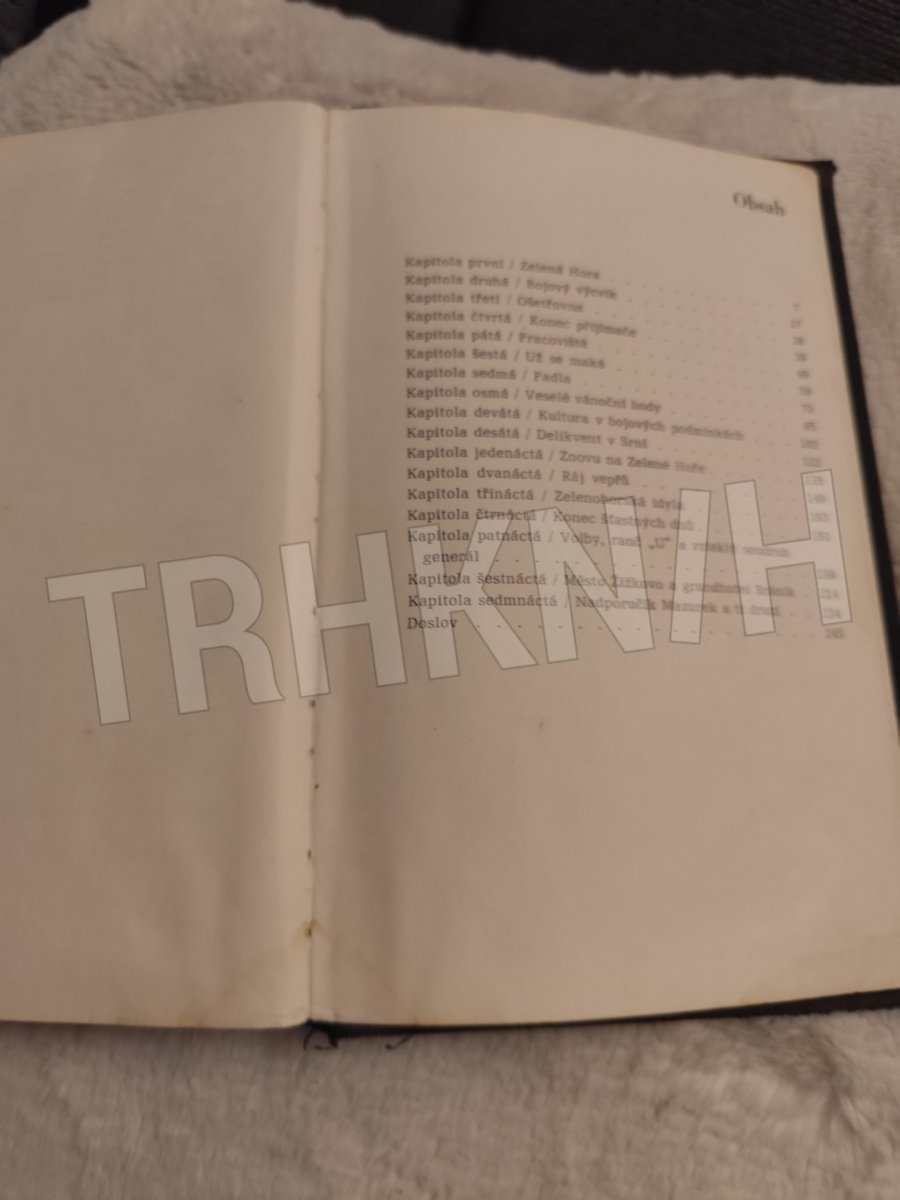 Obsah
Kapitola první / Zelená Hora
Kapitola druhá / Bojový výcvik
Kapitola třetí / Ošetřovna
Kapitola čtvrtá / Konec přijímače
Kapitola pátá / Pracoviště
Kapitola šestá / Už se maká
Kapitola sedmá / Padla
Kapitola osmá / Veselé vánoční hody
Kapitola devátá / Kultura v bojových podmínkách
Kapitola desátá / Delikvent v Srní
Kapitola jedenáctá / Znovu na Zelené Hoře
Kapitola dvanáctá / Ráj vepřů
Kapitola třináctá / Zelenohorská idyla
Kapitola čtrnáctá / Konec šťastných dnů
Kapitola patnáctá / Volby, ranč „U“ a vzteklý soudruh
generál
Kapitola šestnáctá / Město Žižkovo a grandhotel
Kapitola sedmnáctá / Nadporučík Mazurek a ti druzí
Doslov
TRHKNIH